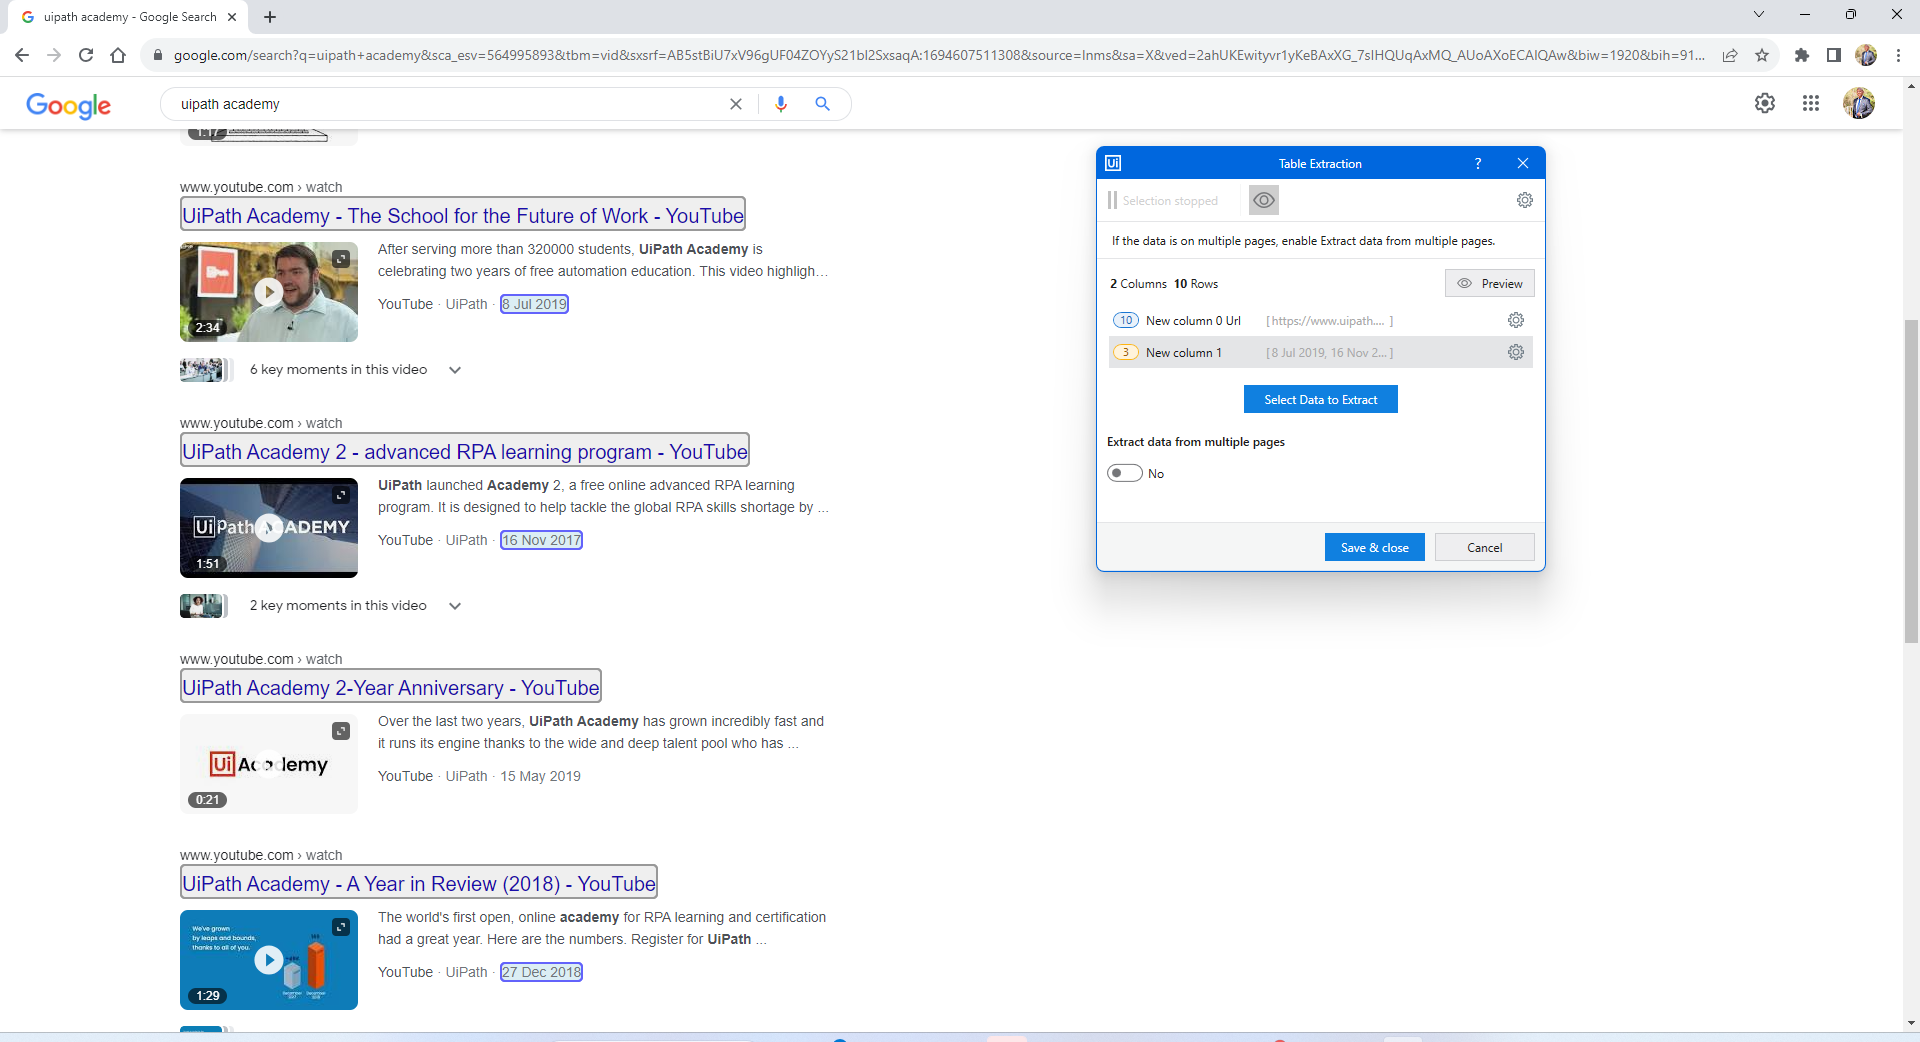 uipath academy - Google Search
google.com/search?q=uipath+academy&sca_esv=564995893&tbm=vid&sxsrf=AB5stBiU7xV96gUF04ZOYyS21bI2SxsaqA:1694607511308&source=lnms&sa=X&ved=2ahUKEwityvr1yKeBAxXG_7sIHQUqAxMQ_AUoAXoECAIQAw&biw=1920&bih=91...
Google
uipath academy
1:17
www.youtube.com › watch
UiPath Academy - The School for the Future of Work - YouTube
After serving more than 320000 students, UiPath Academy is
celebrating two years of free automation education. This video highligh…
YouTube · UiPath · 8 Jul 2019
2:34
6 key moments in this video
www.youtube.com › watch
UiPath Academy 2 - advanced RPA learning program - YouTube
UiPath launched Academy 2, a free online advanced RPA learning
program. It is designed to help tackle the global RPA skills shortage by ...
UiPath ACADEMY
YouTube · UiPath · 16 Nov 2017
1:51
2 key moments in this video
www.youtube.com › watch
UiPath Academy 2-Year Anniversary - YouTube
Over the last two years, UiPath Academy has grown incredibly fast and
it runs its engine thanks to the wide and deep talent pool who has ...
Ui Academy
YouTube · UiPath · 15 May 2019
0:21
www.youtube.com › watch
UiPath Academy - A Year in Review (2018) - YouTube
The world's first open, online academy for RPA learning and certification
had a great year. Here are the numbers. Register for UiPath ...
We've grown
by leaps and bounds,
thanks to all of you.
YouTube · UiPath · 27 Dec 2018
1:29
Ui
Table Extraction
?
Selection stopped
If the data is on multiple pages, enable Extract data from multiple pages.
2 Columns 10 Rows
Preview
10 New column 0 Url [ https://www.uipath.... ]
3 New column 1 [ 8 Jul 2019, 16 Nov 2... ]
Select Data to Extract
Extract data from multiple pages
No
Save & close
Cancel